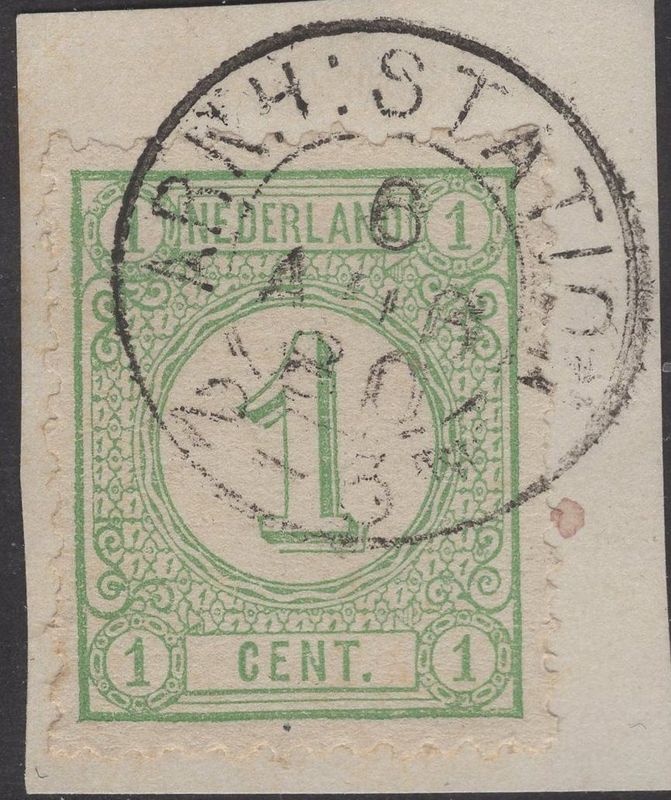 ARNH: STATION
6
1 NEDERLAND 1
1
1 CENT. 1